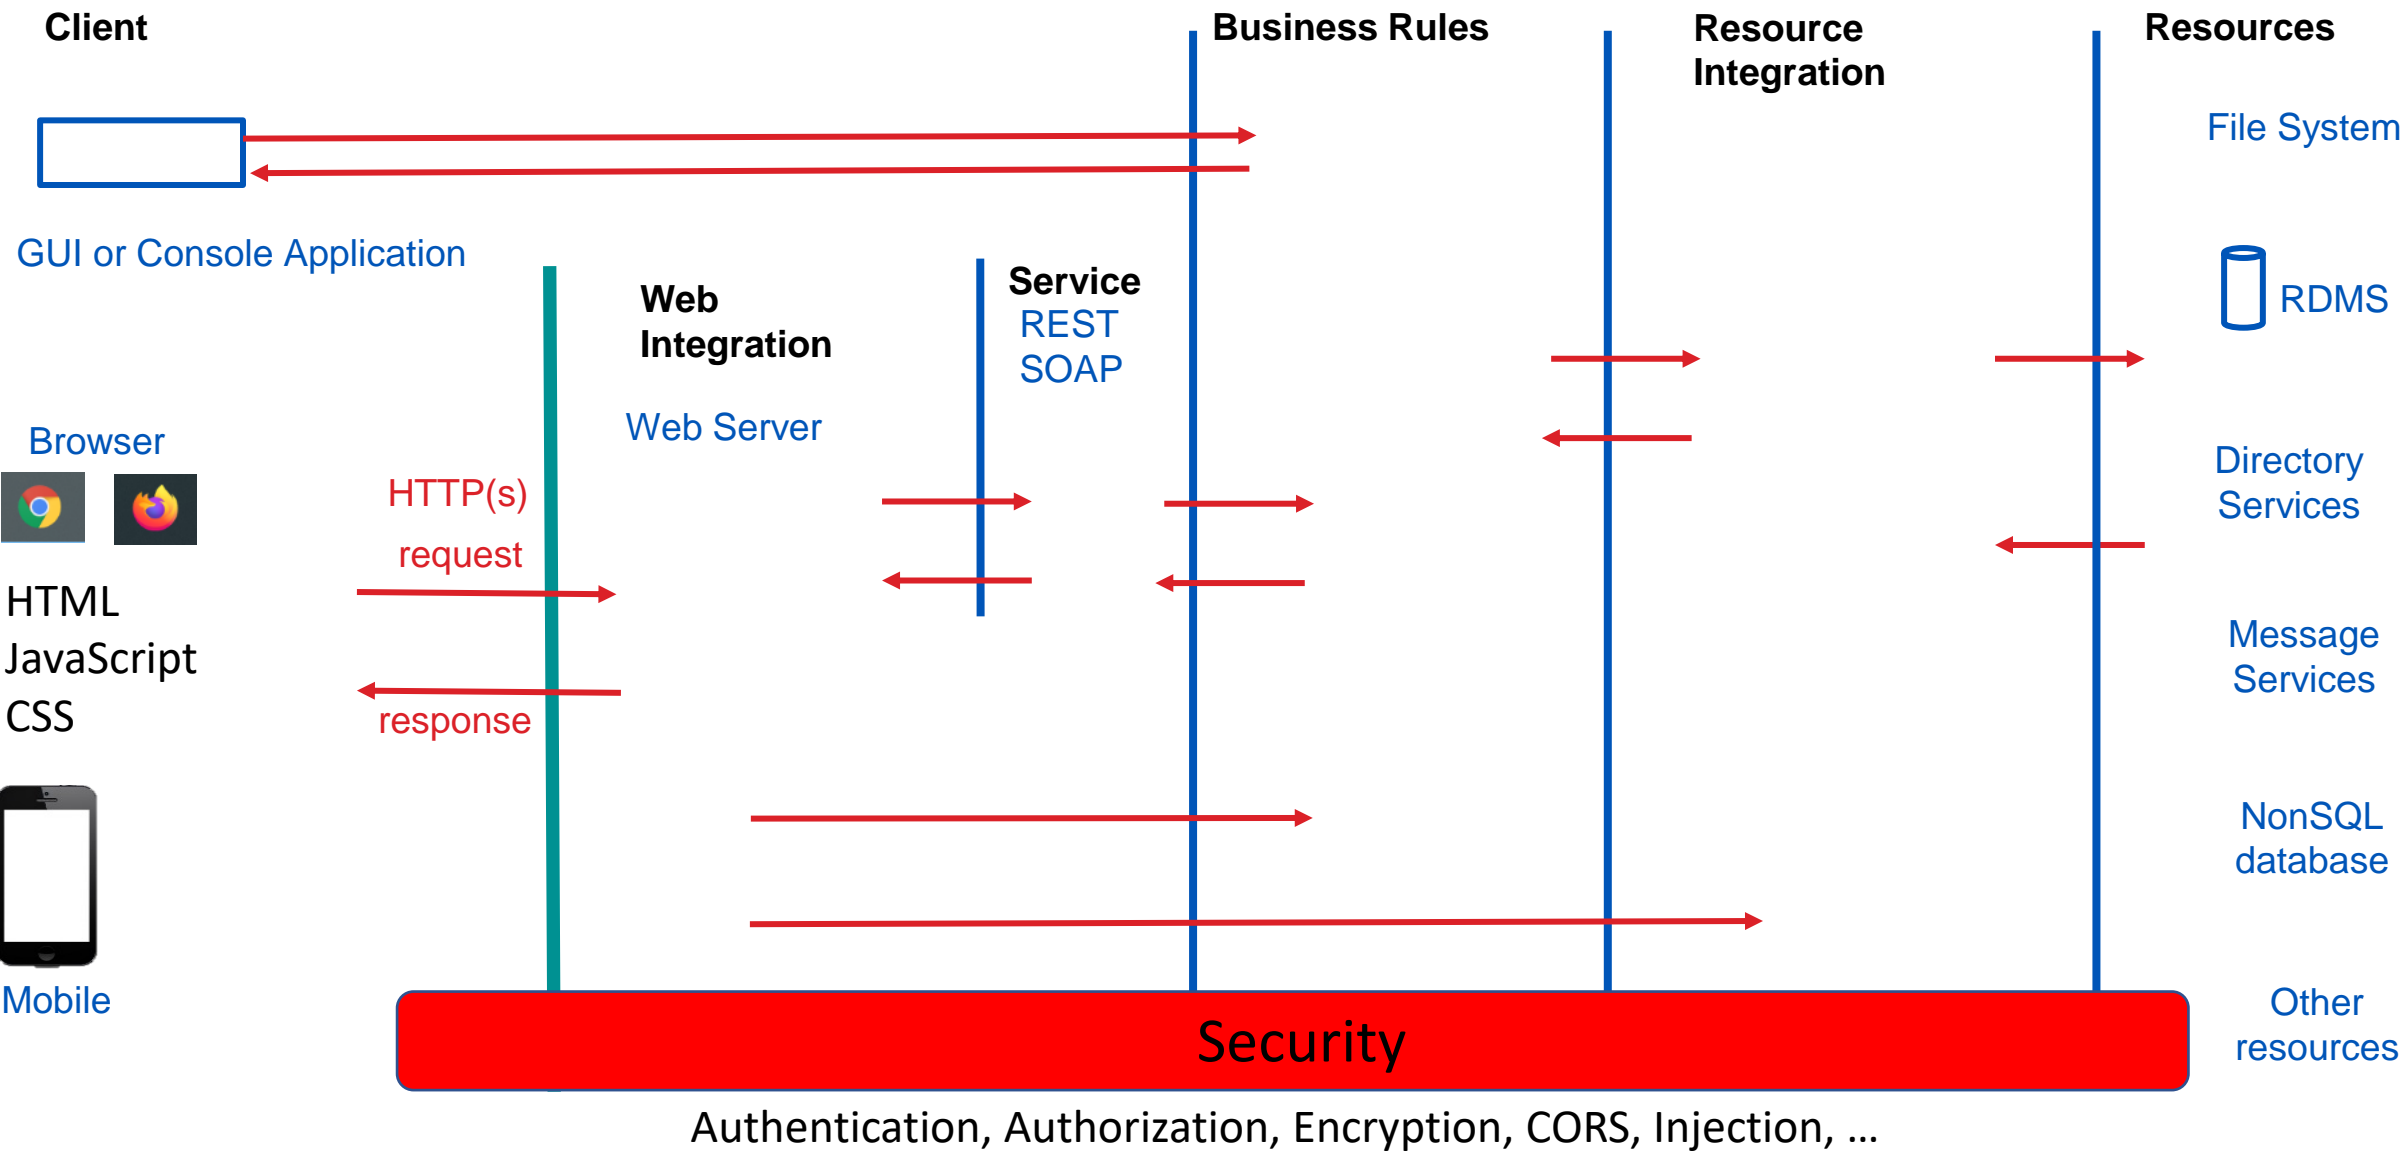 Client
Business Rules
Resource
Integration
Resources
File System
GUI or Console Application
Web
Integration
Service
REST
SOAP
RDMS
Web Server
Browser
HTTP(s)
request
Directory
Services
HTML
JavaScript
CSS
response
Message
Services
NonSQL
database
Mobile
Other
resources
Security
Authentication, Authorization, Encryption, CORS, Injection, …